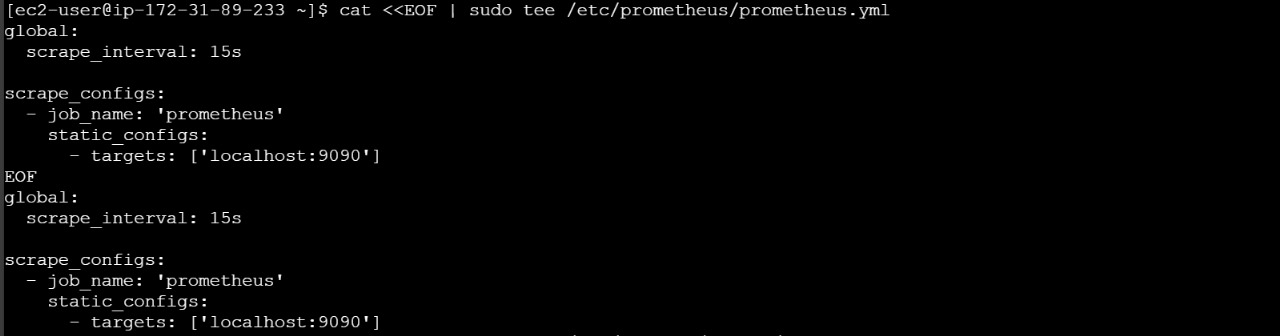 [ec2-user@ip-172-31-89-233 ~]$ cat <<EOF | sudo tee /etc/prometheus/prometheus.yml
global:
  scrape_interval: 15s

scrape_configs:
  - job_name: 'prometheus'
    static_configs:
      - targets: ['localhost:9090']
EOF
global:
  scrape_interval: 15s

scrape_configs:
  - job_name: 'prometheus'
    static_configs:
      - targets: ['localhost:9090']